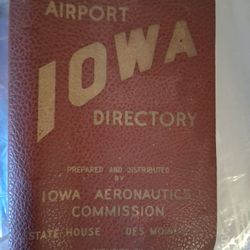 AIRPORT
IOWA
DIRECTORY
PREPARED AND DISTRIBUTED
BY
IOWA AERONAUTICS
COMMISSION
STATE HOUSE DES MOINES